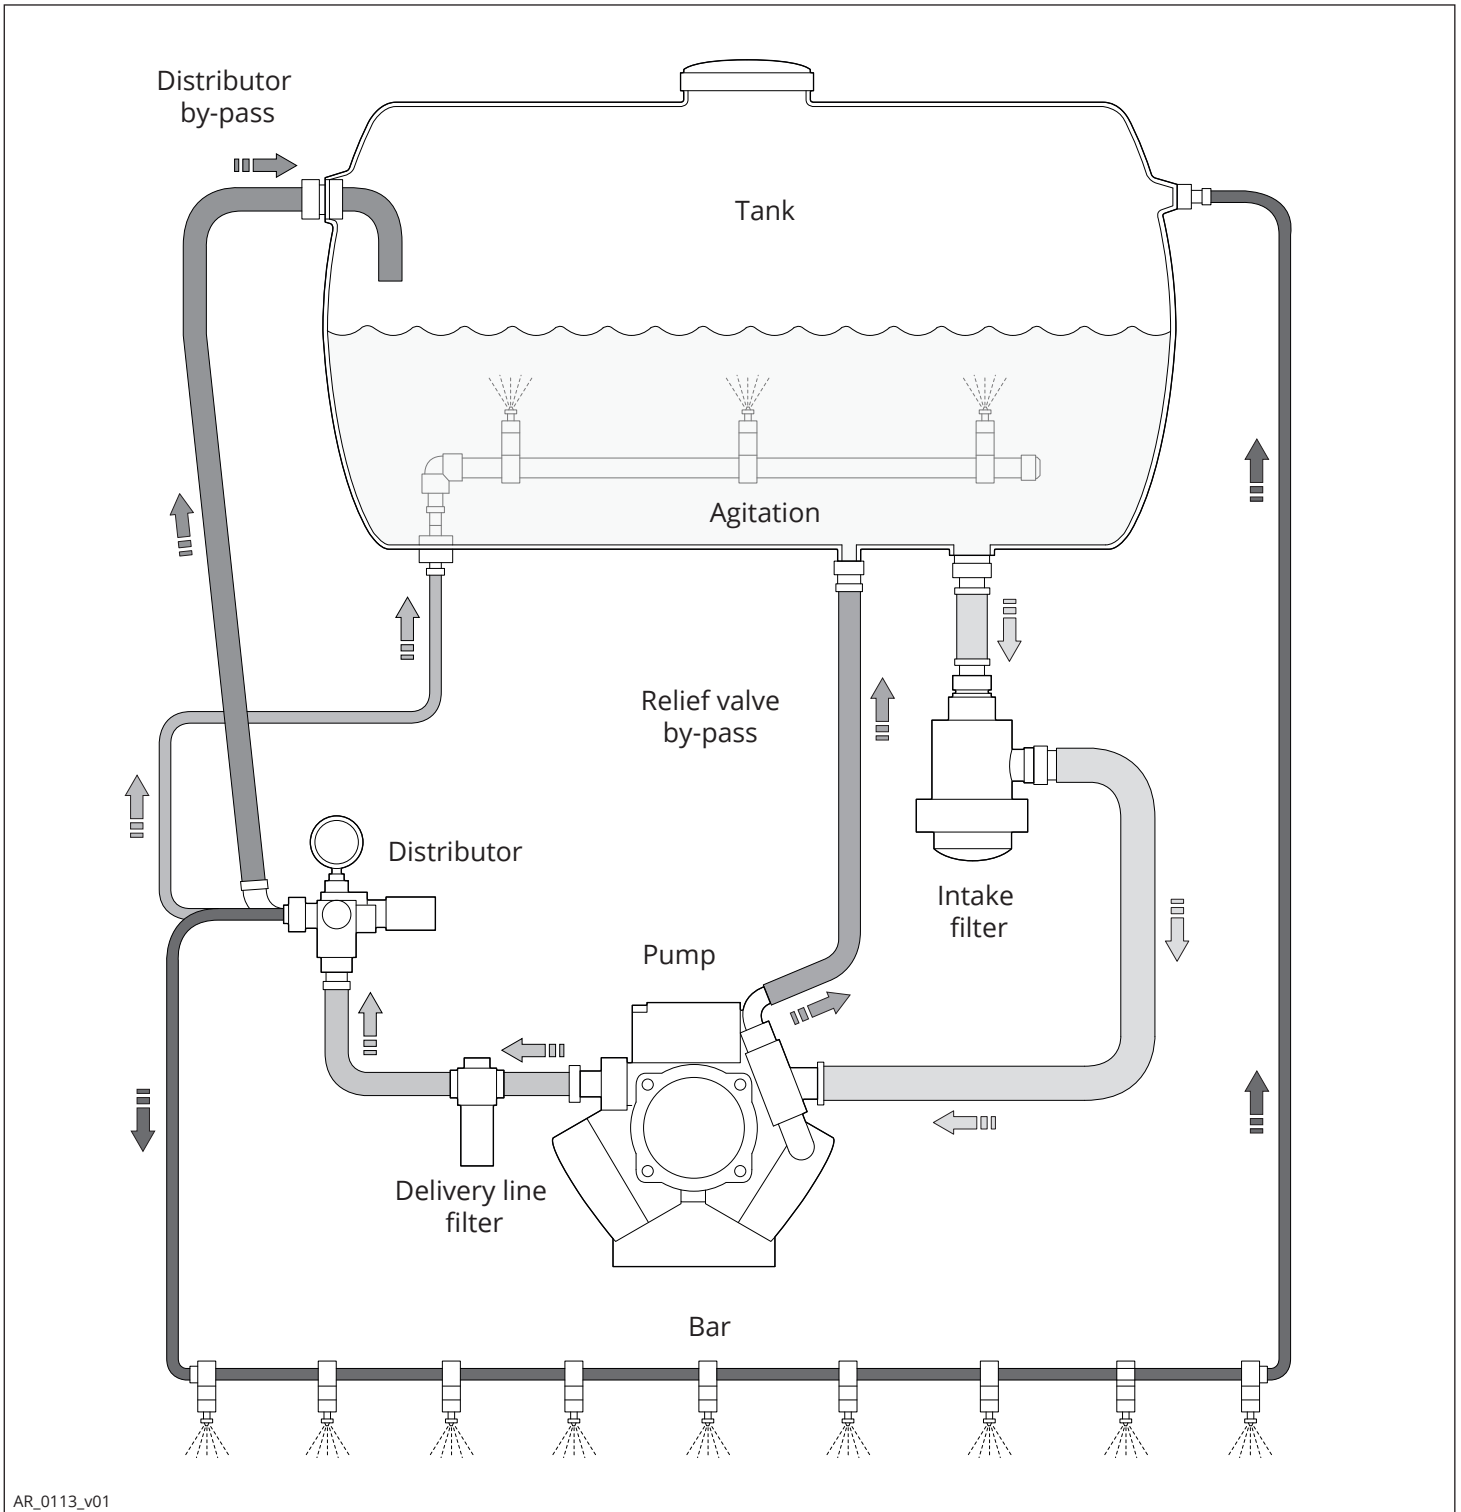 Distributor
by-pass
Tank
Agitation
Relief valve
by-pass
Distributor
Intake
filter
Pump
Delivery line
filter
Bar
AR_0113_v01